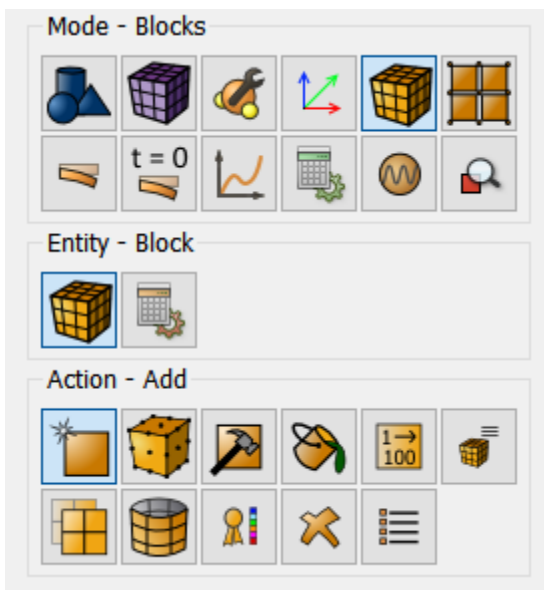 Mode - Blocks
t = 0
Entity - Block
Action - Add
1→
100